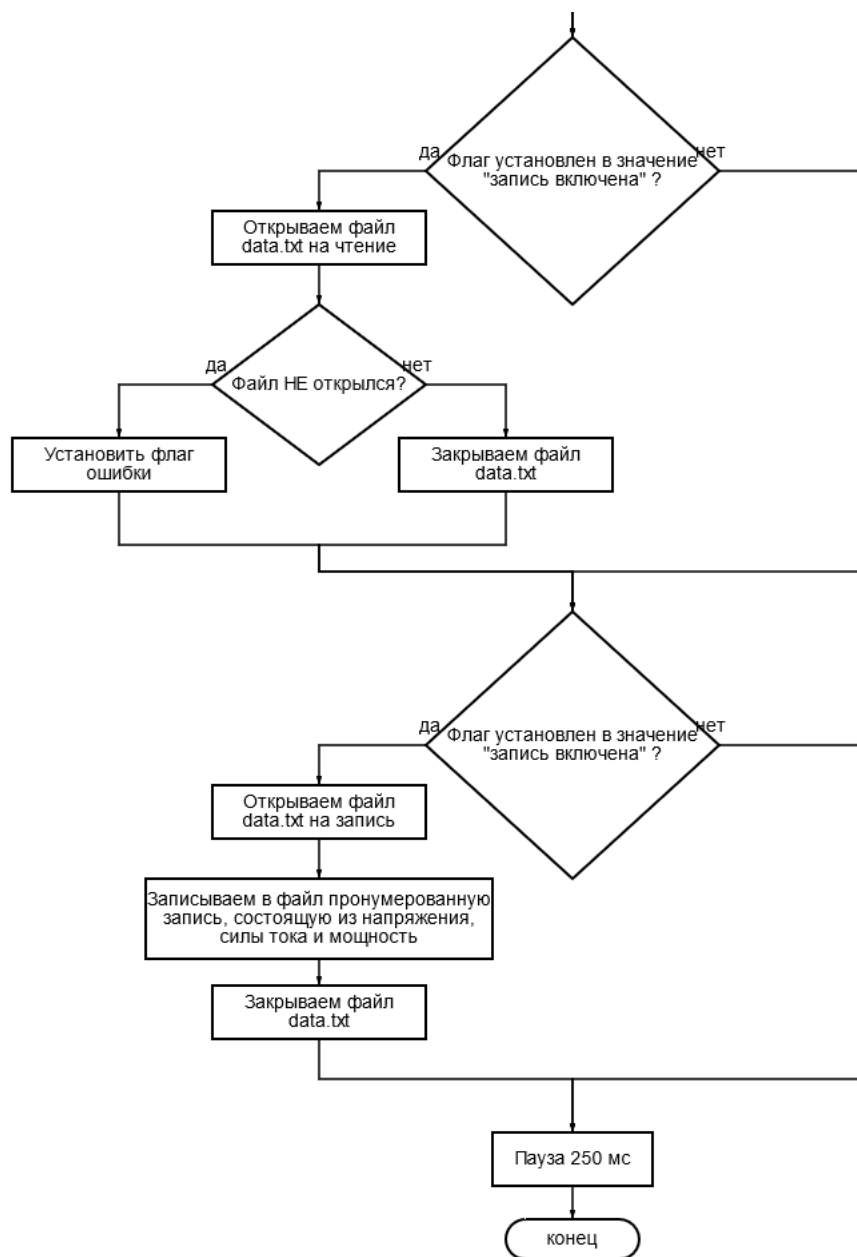 да
нет
Флаг установлен в значение
"запись включена" ?
Открываем файл
data.txt на чтение
да
нет
Файл НЕ открылся?
Установить флаг
ошибки
Закрываем файл
data.txt
да
нет
Флаг установлен в значение
"запись включена" ?
Открываем файл
data.txt на запись
Записываем в файл пронумерованную
запись, состоящую из напряжения,
силы тока и мощность
Закрываем файл
data.txt
Пауза 250 мс
конец